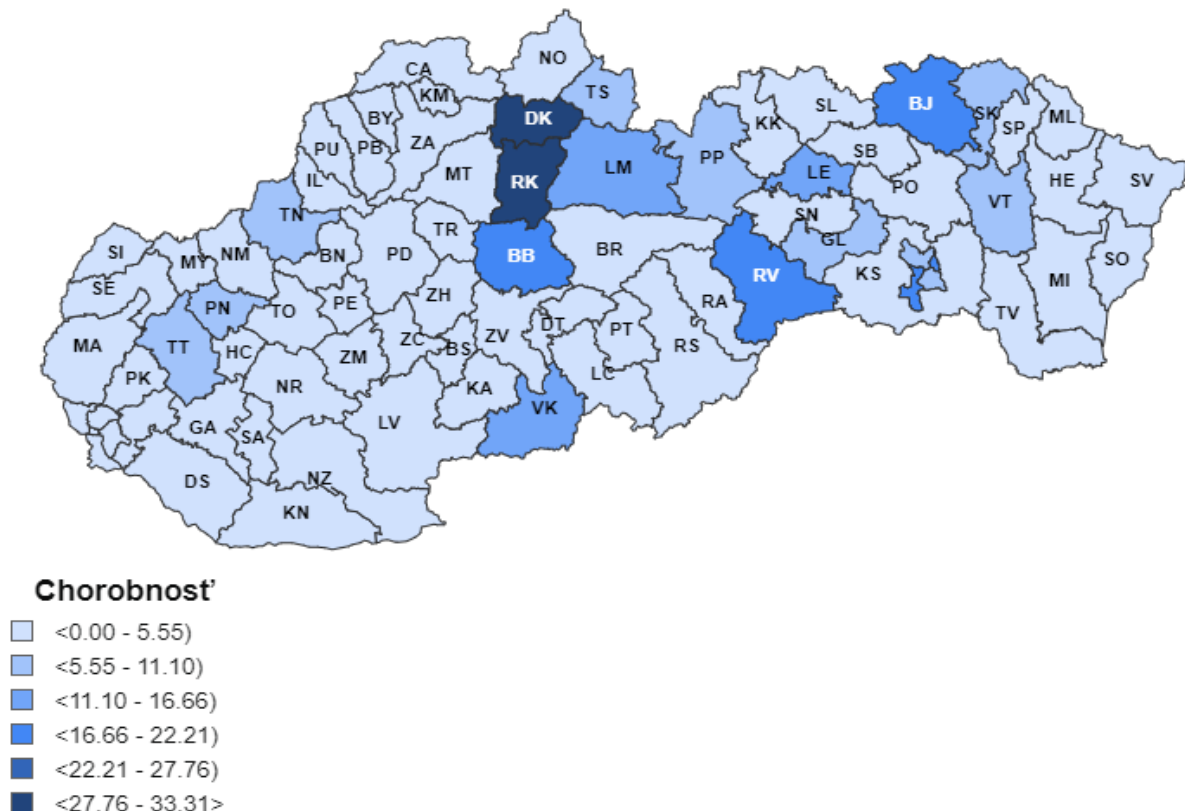 NO
CA
TS
KM
SL
BJ
SK
ML
DK
BY
KK
SP
PU
PB
ZA
SB
PP
MT
LM
LE
IL
RK
PO
HE
SV
VT
TN
SN
TR
GL
SI
NM
BR
BN
PD
BB
MY
SO
RV
KS
MI
SE
ZH
PE
RA
PN
TO
TV
DT
PT
ZV
ZC
MA
TT
HC
ZM
BS
RS
LC
PK
NR
KA
VK
GA
LV
SA
DS
NZ
KN
Chorobnosť
<0.00 - 5.55)
<5.55 - 11.10)
<11.10 - 16.66)
<16.66 - 22.21)
<22.21 - 27.76)
<27.76 - 33.31>